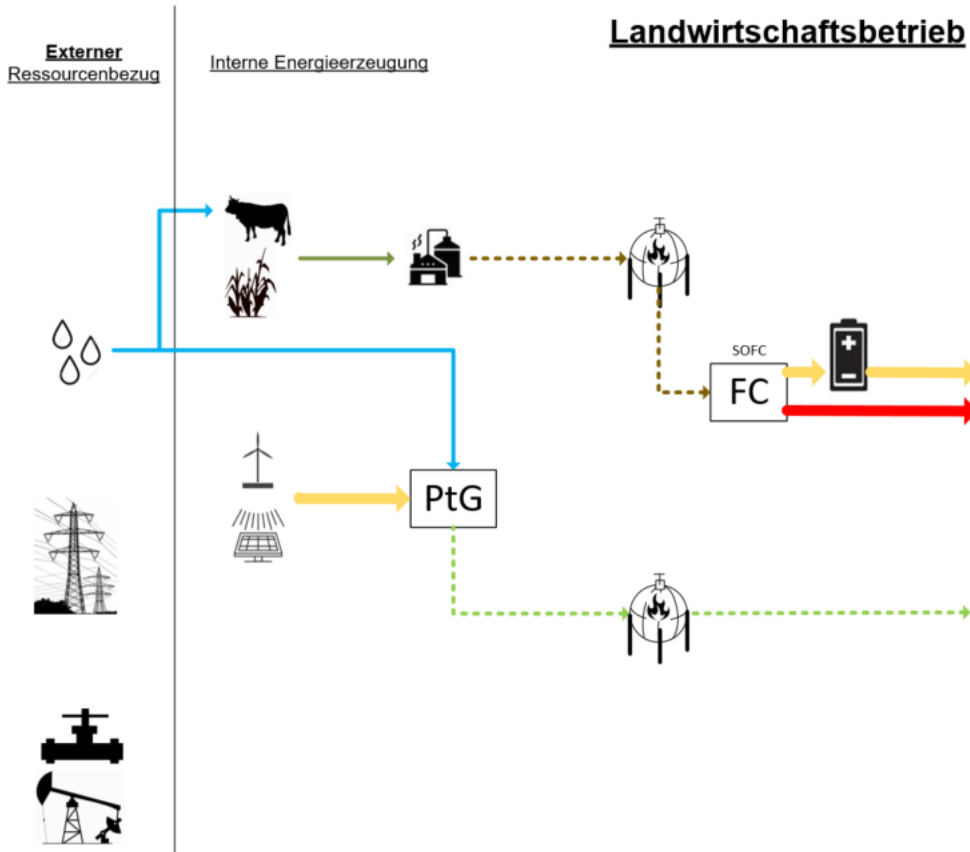 Landwirtschaftsbetrieb
Externer
Ressourcenbezug
Interne Energieerzeugung
SOFC
FC
PtG